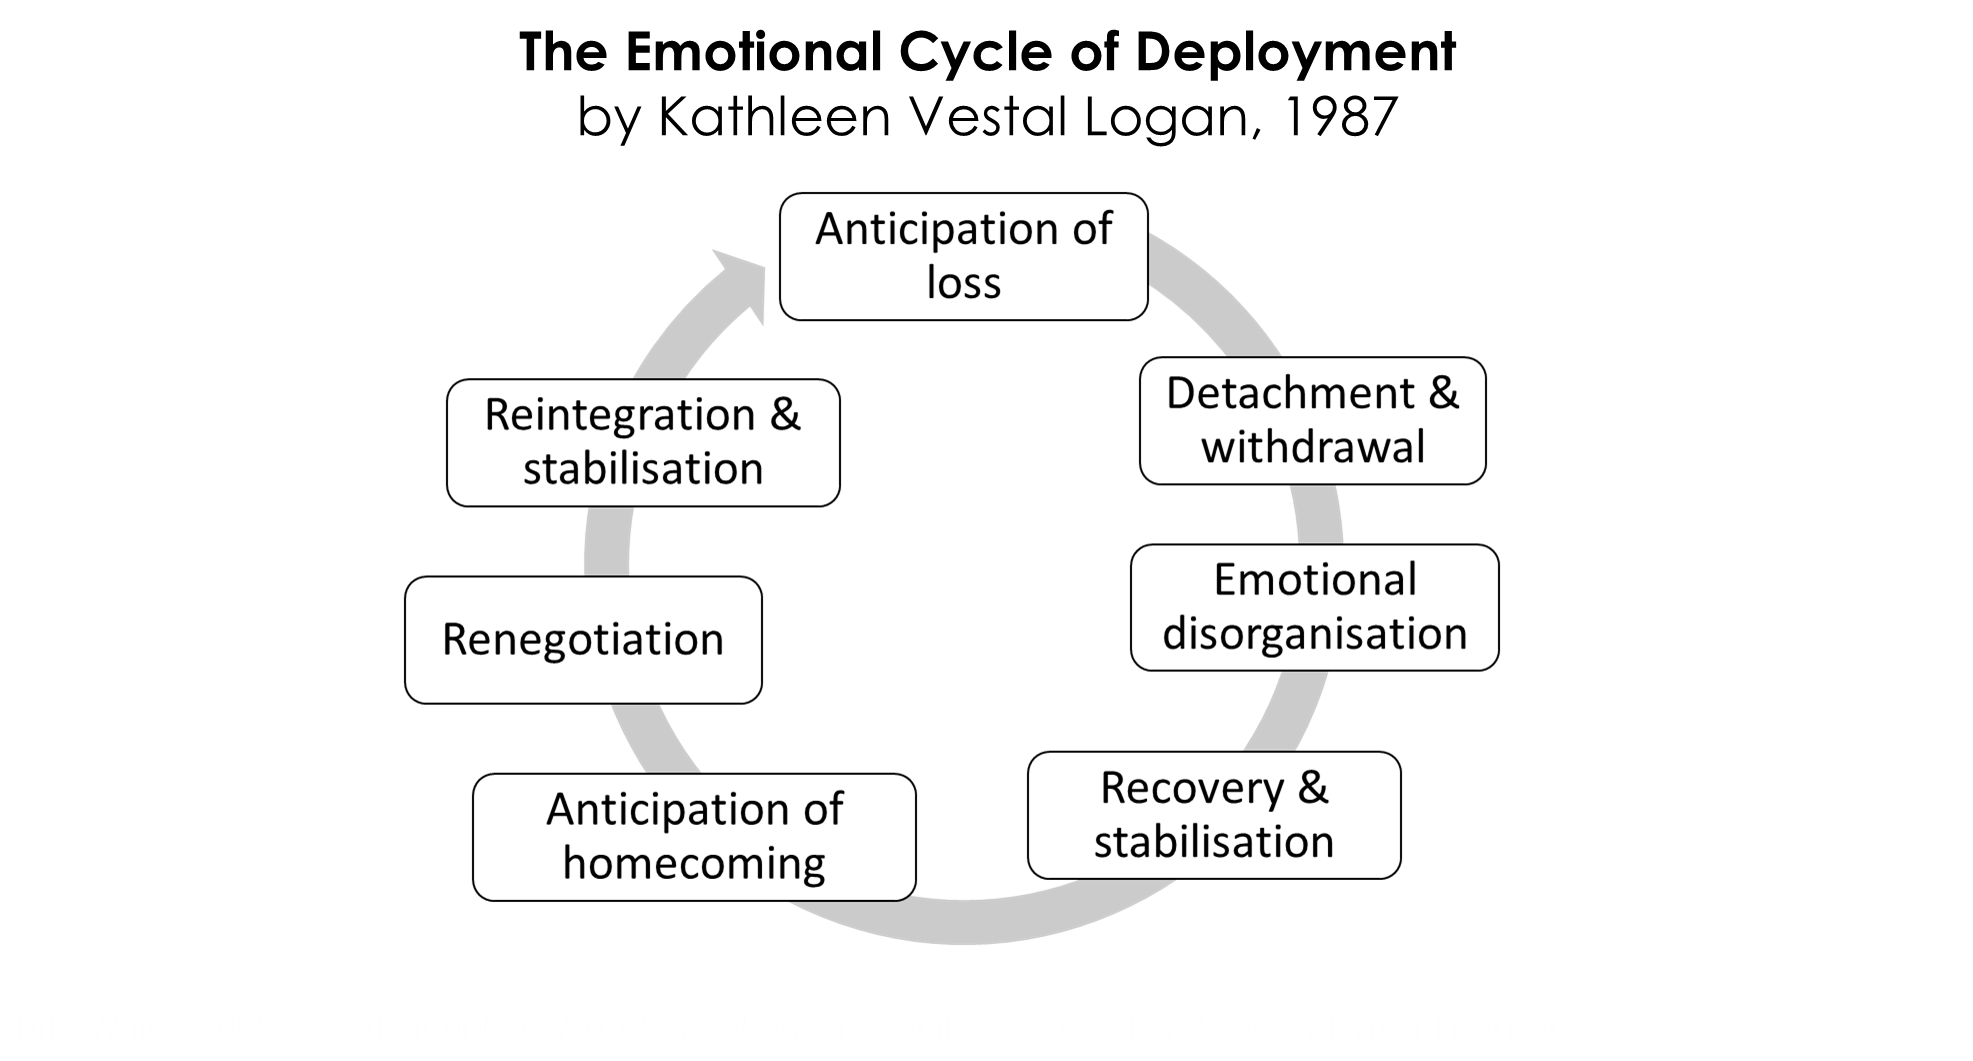 The Emotional Cycle of Deployment
by Kathleen Vestal Logan, 1987
Anticipation of
loss
Detachment &
withdrawal
Emotional
disorganisation
Recovery &
stabilisation
Anticipation of
homecoming
Renegotiation
Reintegration &
stabilisation